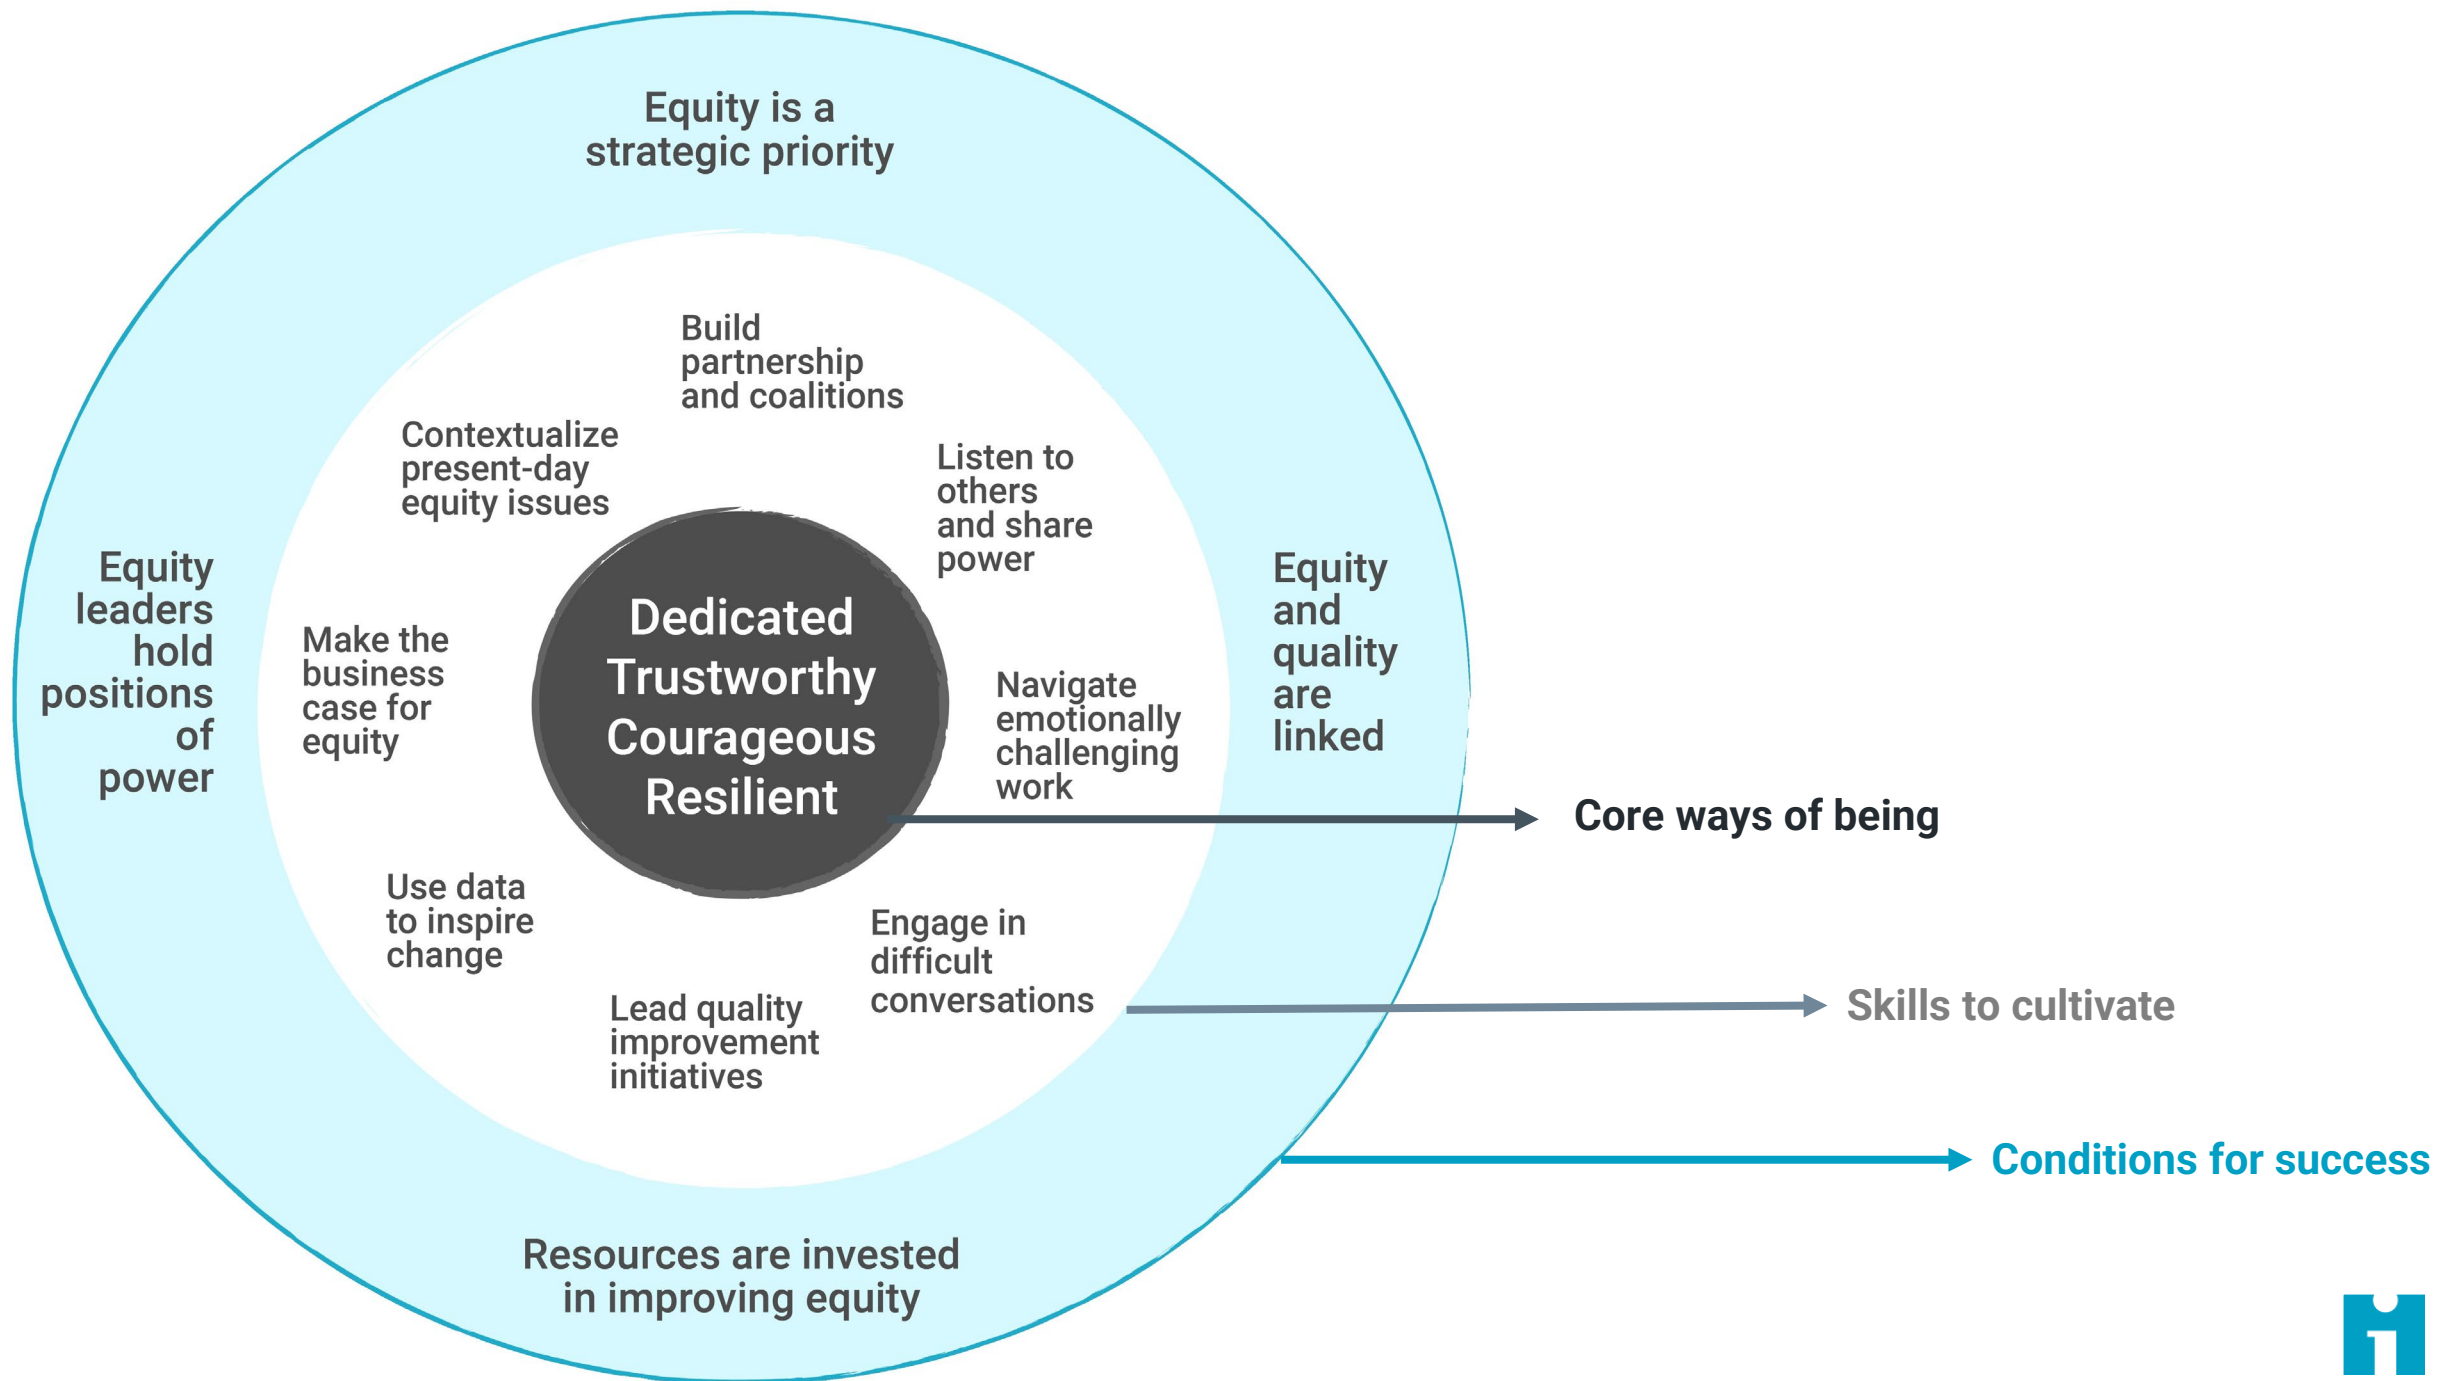 Equity is a
strategic priority
Build
partnership
and coalitions
Contextualize
present-day
equity issues
Listen to
others
and share
power
Equity
leaders
hold
positions
of
power
Make the
business
case for
equity
Dedicated
Trustworthy
Courageous
Resilient
Navigate
emotionally
challenging
work
Equity
and
quality
are
linked
Core ways of being
Use data
to inspire
change
Lead quality
improvement
initiatives
Engage in
difficult
conversations
Skills to cultivate
Conditions for success
Resources are invested
in improving equity